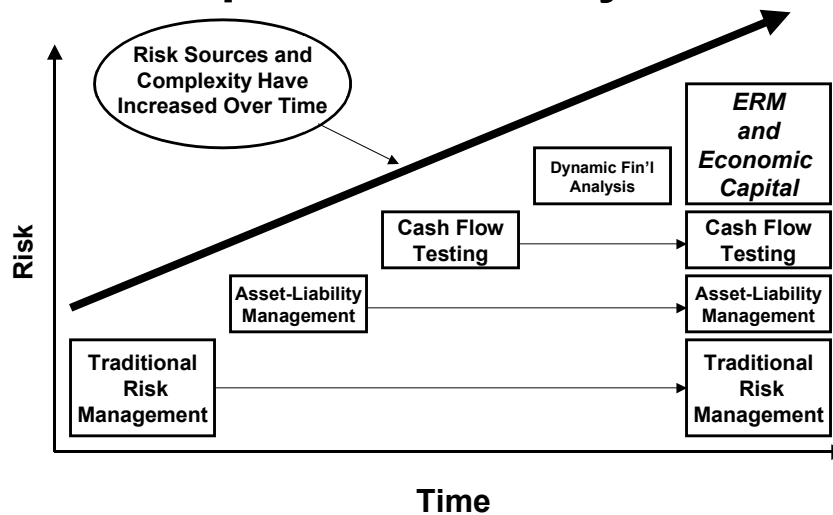 Risk Sources and
Complexity Have
Increased Over Time
ERM
and
Economic
Capital
Dynamic Fin'l
Analysis
Cash Flow
Testing
Cash Flow
Testing
Asset-Liability
Management
Asset-Liability
Management
Traditional
Risk
Management
Traditional
Risk
Management
Risk
Time